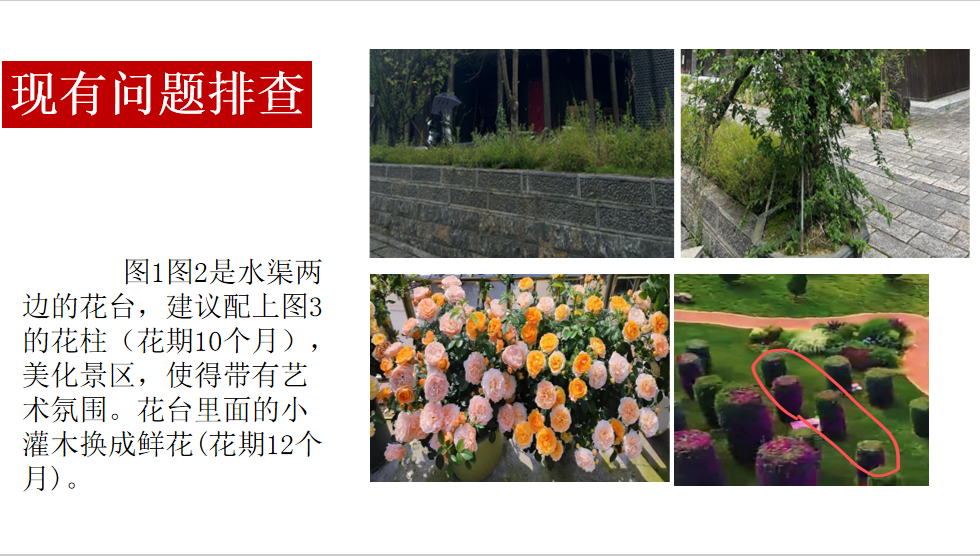 现有问题排查
图1图2是水渠两
边的花台，建议配上图3
的花柱（花期10个月），
美化景区，使得带有艺
术氛围。花台里面的小
灌木换成鲜花(花期12个
月)。